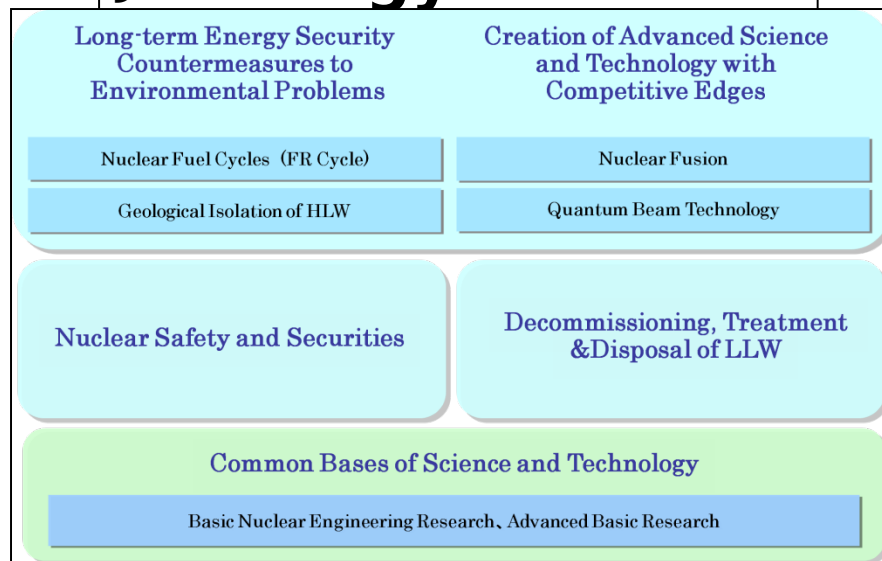 Long-term Energy Security
Countermeasures to
Environmental Problems
Nuclear Fuel Cycles (FR Cycle)
Geological Isolation of HLW
Creation of Advanced Science
and Technology with
Competitive Edges
Nuclear Fusion
Quantum Beam Technology
Nuclear Safety and Securities
Decommissioning, Treatment
&Disposal of LLW
Common Bases of Science and Technology
Basic Nuclear Engineering Research、Advanced Basic Research